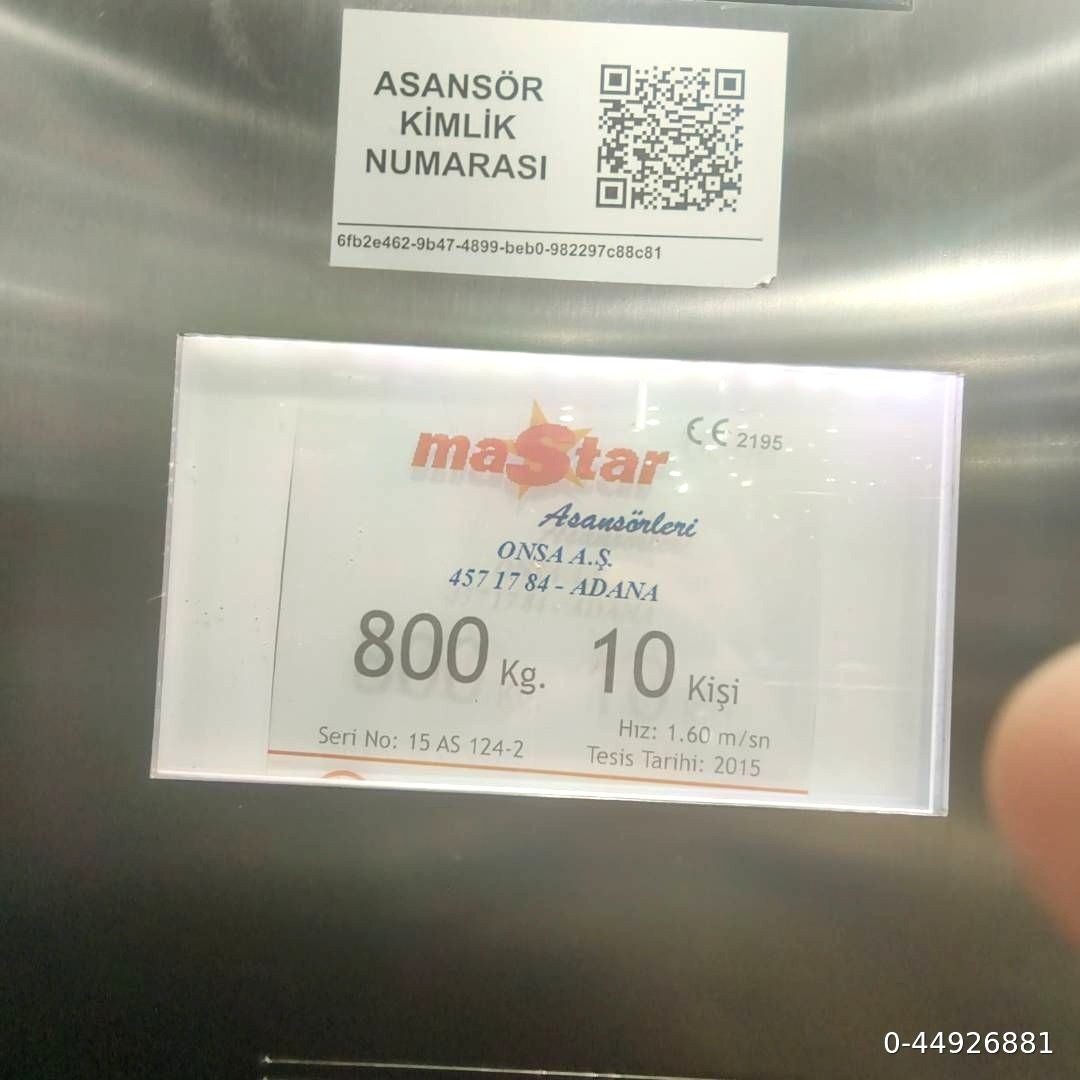 ASANSÖR
KİMLİK
NUMARASI
6fb2e462-9b47-4899-beb0-982297c88c81
maStar
CE 2195
Asansörleri
ONSA A.Ş.
457 17 84 - ADANA
800 Kg. 10 Kişi
Seri No: 15 AS 124-2
Hız: 1.60 m/sn
Tesis Tarihi: 2015
0-44926881